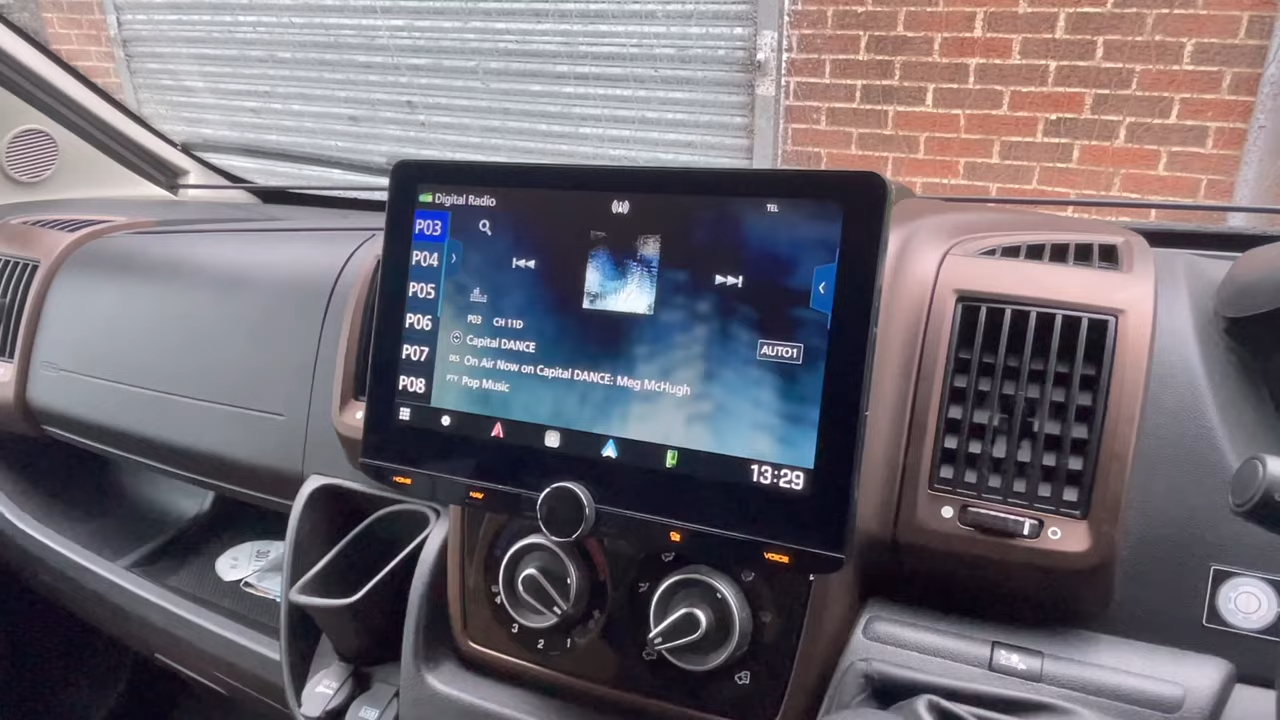 Digital Radio
TEL
P03
P04
P05
P06
P07
P08
P03 CH 11D
Capital DANCE
AUTO1
DLS On Air Now on Capital DANCE: Meg McHugh
PTY Pop Music
13:29
HOME
NAV
VOICE
4
3
2
1